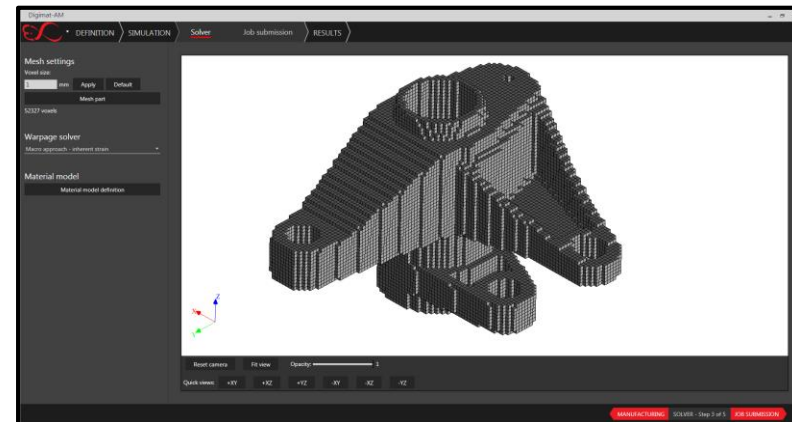 Digimat-AM
DEFINITION SIMULATION Solver Job submission RESULTS
Mesh settings
Voxel size:
1 mm Apply Default
Mesh part
52327 voxels
Warpage solver
Macro approach - inherent strain
Material model
Material model definition
Z
X
Y
Reset camera Fit view Opacity: 1
Quick views: +XY +XZ +YZ -XY -XZ -YZ
MANUFACTURING SOLVER - Step 3 of 5 JOB SUBMISSION